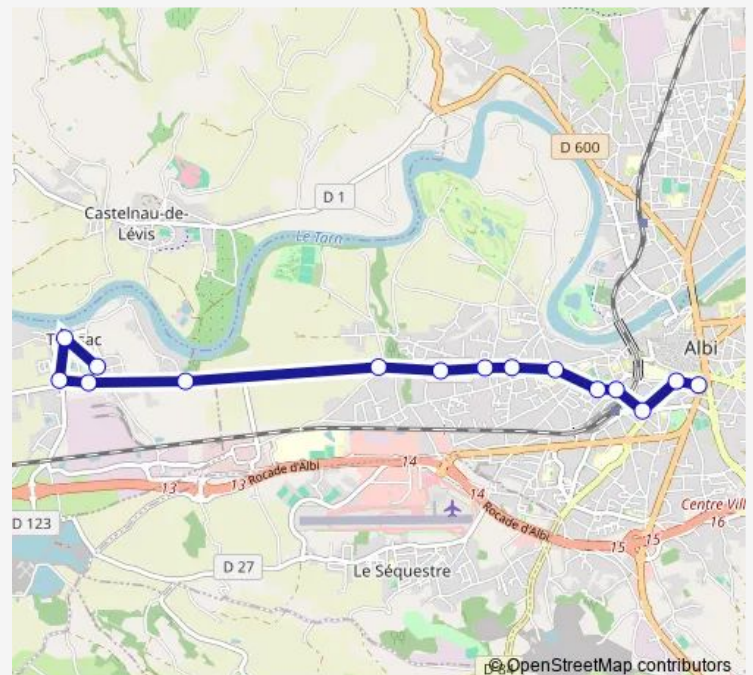 D 600
D 1
Castelnau-de-
Lévis
Le Tarn
Albi
13
13
Rocade d'Albi
14
14
Rocade d'Albi
15
15
Centre Vil
16
D 123
D 27
Le Séquestre
© OpenStreetMap contributors